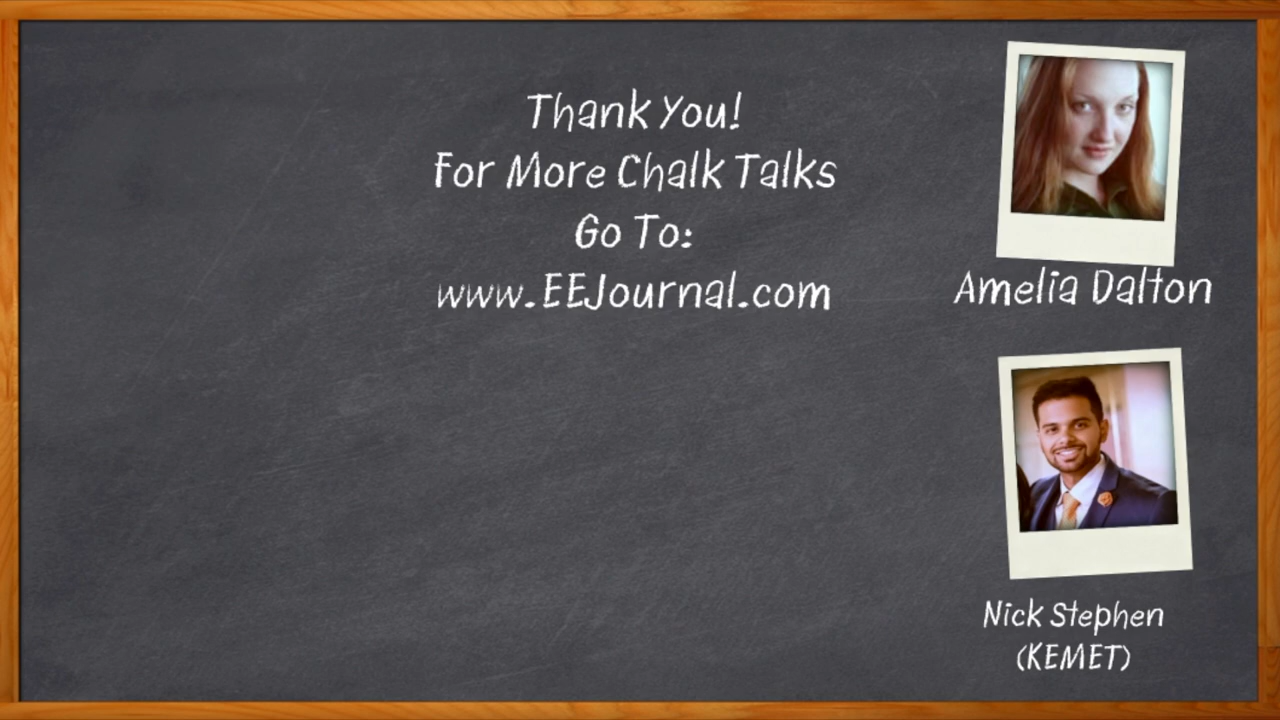 Thank You!
For More Chalk Talks
Go To:
www.EEJournal.com
Amelia Dalton
Nick Stephen
(KEMET)